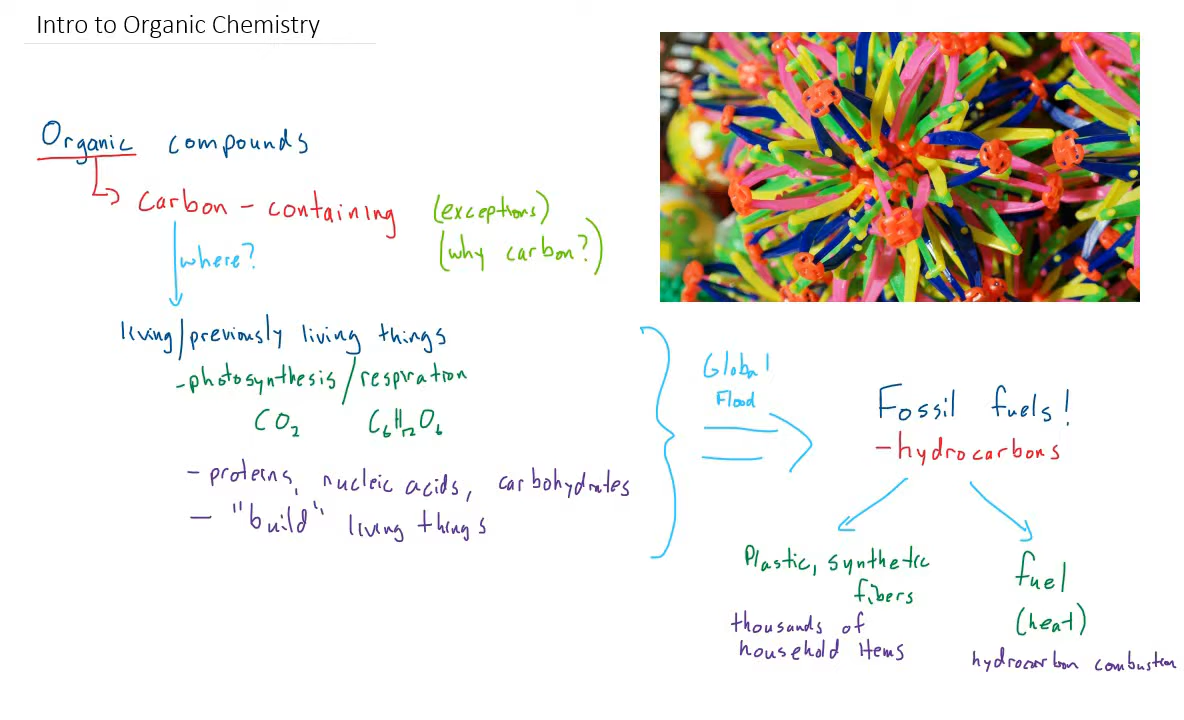 Intro to Organic Chemistry
Organic compounds
Carbon - containing (exceptions)
(why carbon?)
where?
living/previously living things
- photosynthesis/respiration
CO₂ C₆H₁₂O₆
- proteins, nucleic acids, carbohydrates
- "build" living things
Global
Flood
Fossil fuels!
- hydrocarbons
Plastic, synthetic
fibers
thousands of
household items
fuel
(heat)
hydrocarbon combustion